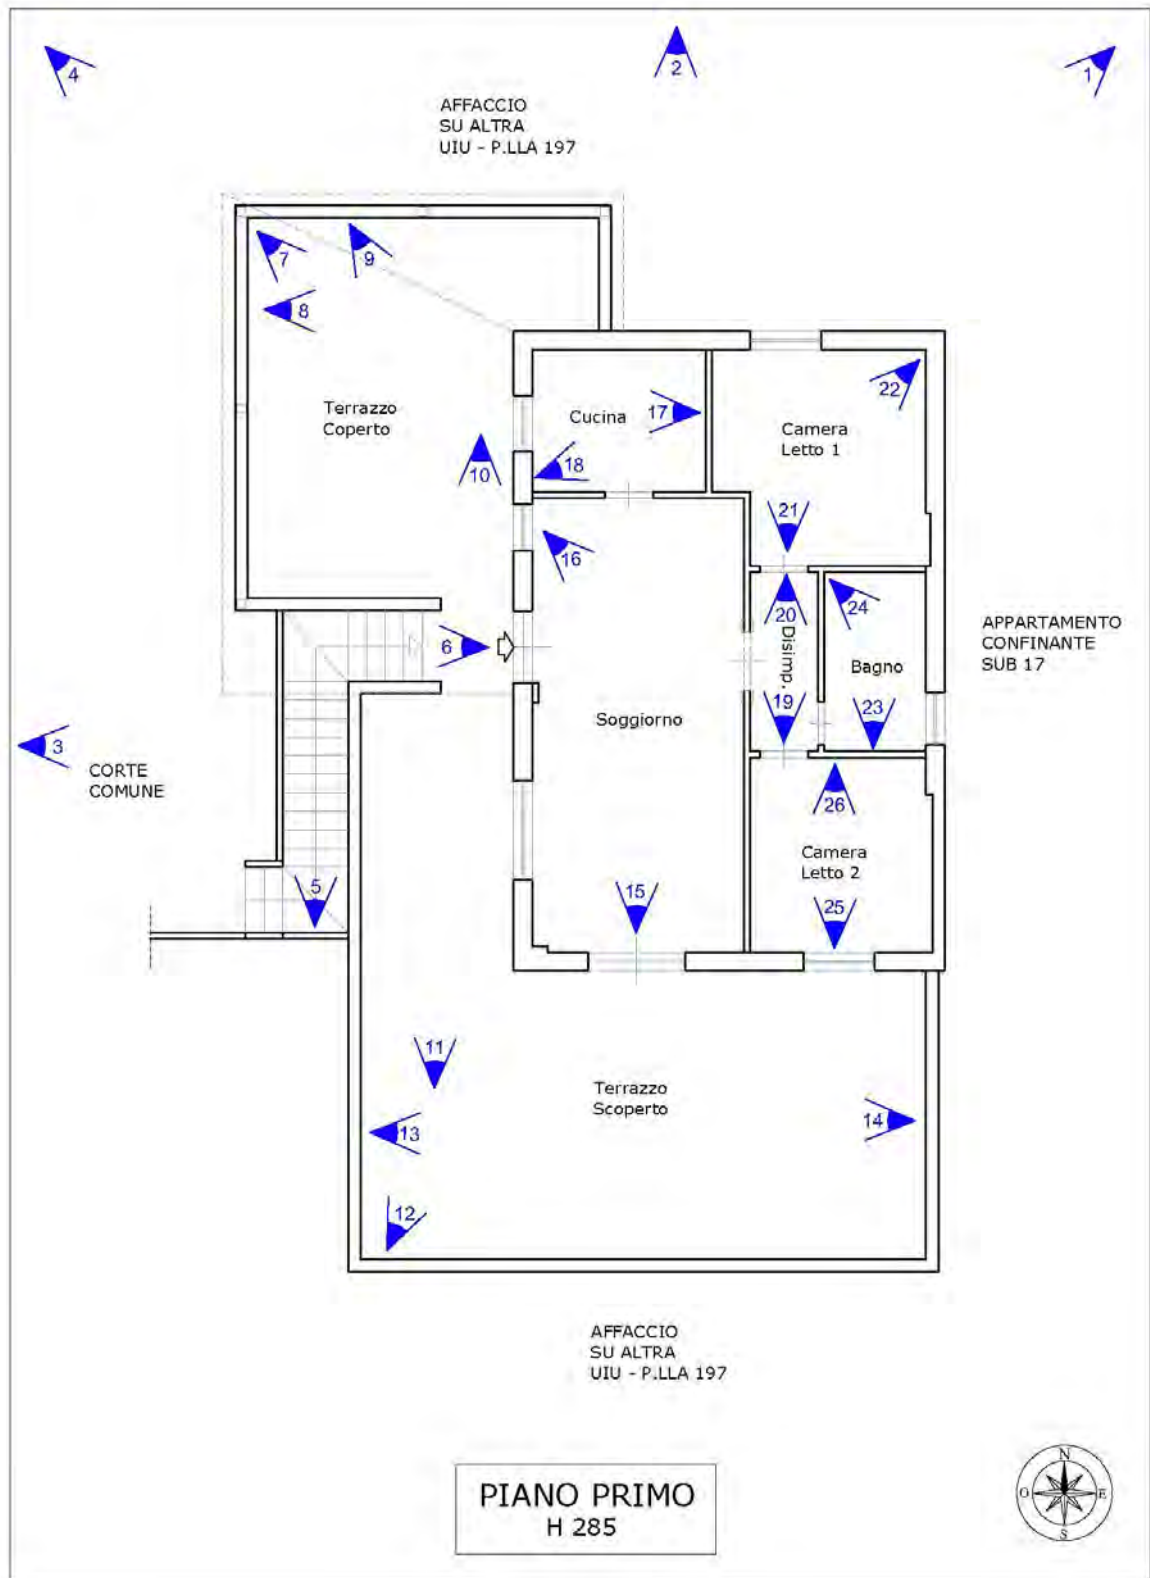 4
2
1
AFFACCIO
SU ALTRA
UIU - P.LLA 197
7
9
8
22
Terrazzo
Coperto
Cucina
17
Camera
Letto 1
10
18
21
16
20
24
APPARTAMENTO
CONFINANTE
SUB 17
6
Disimp.
Bagno
19
23
Soggiorno
3
CORTE
COMUNE
26
Camera
Letto 2
5
15
25
11
Terrazzo
Scoperto
14
13
12
AFFACCIO
SU ALTRA
UIU - P.LLA 197
PIANO PRIMO
H 285
N
O
E
S